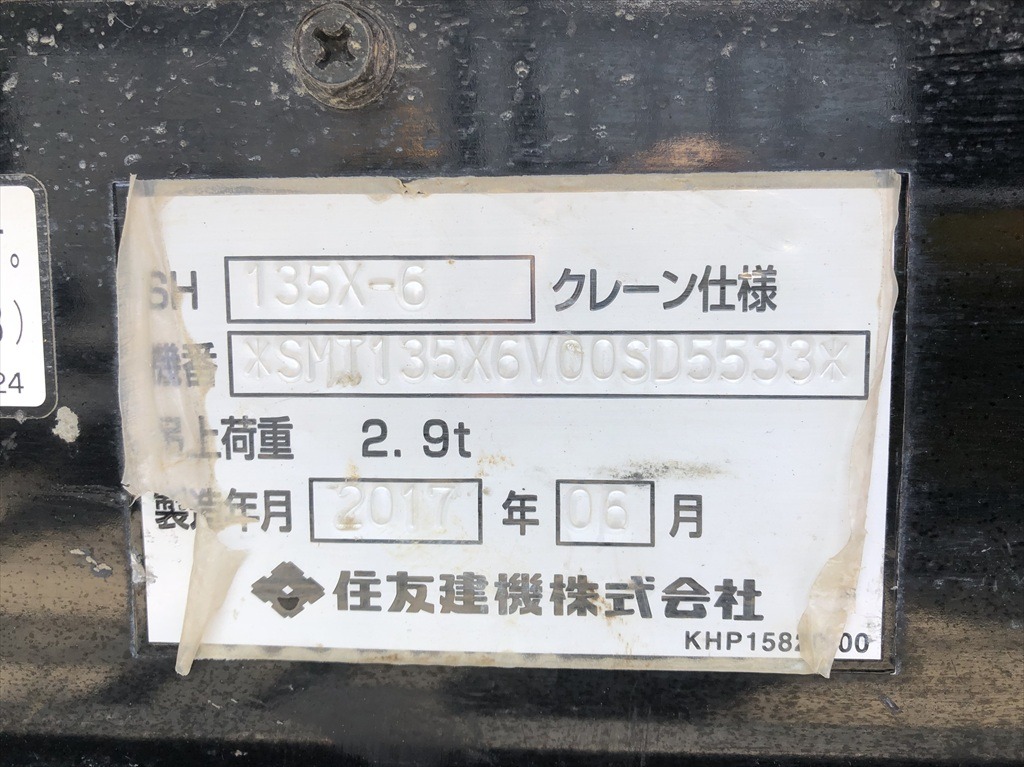 SH 135X-6 クレーン仕様
機番 *SMT135X6V00SD5533*
吊上荷重 2.9t
製造年月 2017 年 06 月
住友建機株式会社